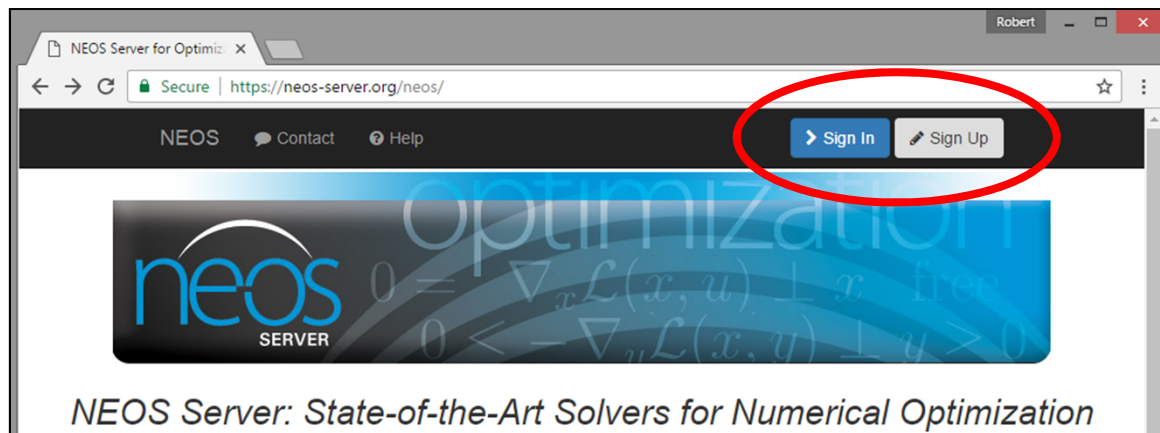 Robert
NEOS Server for Optimiz
Secure | https://neos-server.org/neos/
NEOS Contact Help Sign In Sign Up
optimization
neos
SERVER
0 = ∇xL(x, u) ⊥ x free
0 < −∇yL(x, y) ⊥ y > 0
NEOS Server: State-of-the-Art Solvers for Numerical Optimization